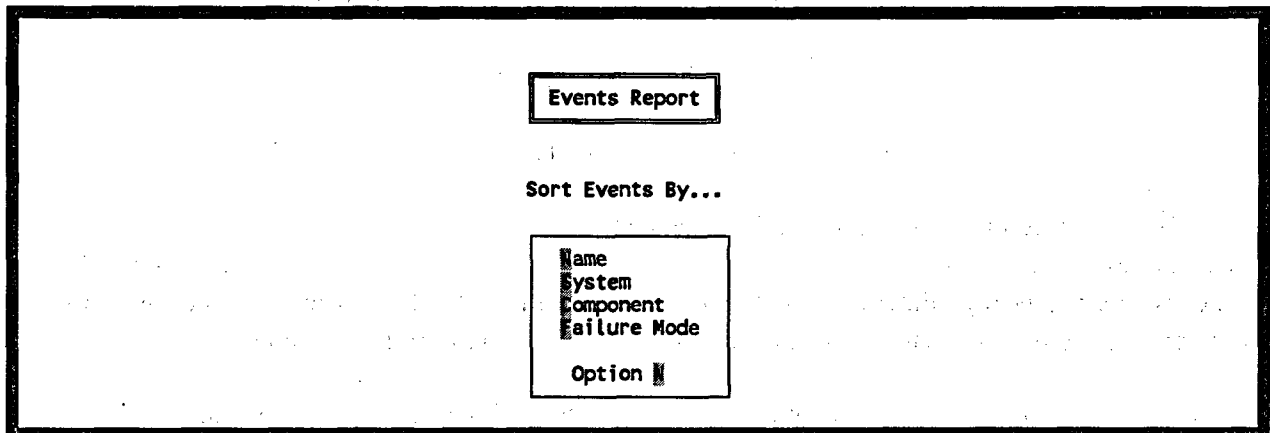 Events Report
Sort Events By...
Name
System
Component
Failure Mode
Option N